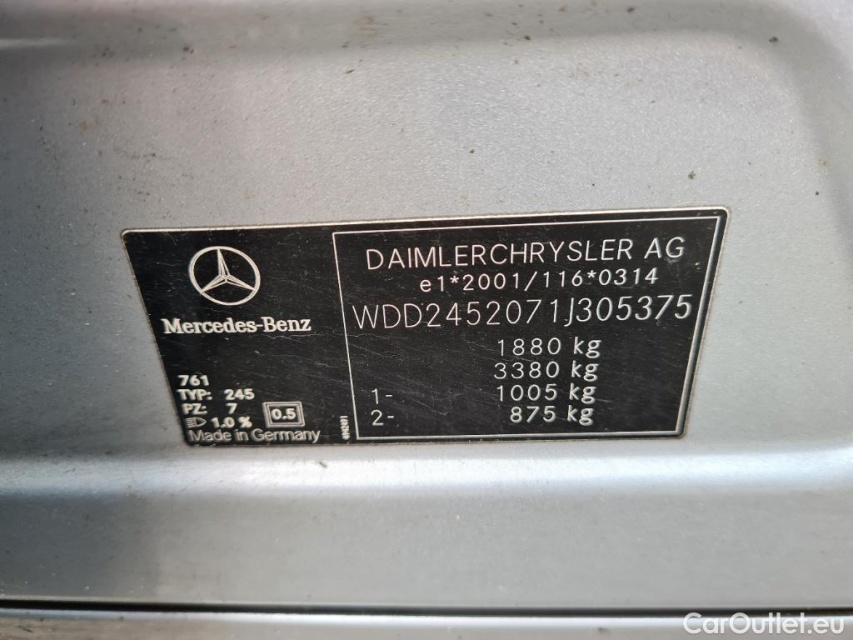 Mercedes-Benz
761
TYP: 245
PZ: 7
1.0 %
0.5
Made in Germany
DAIMLERCHRYSLER AG
e1*2001/116*0314
WDD2452071J305375
1880 kg
3380 kg
1- 1005 kg
2- 875 kg
CarOutlet.eu